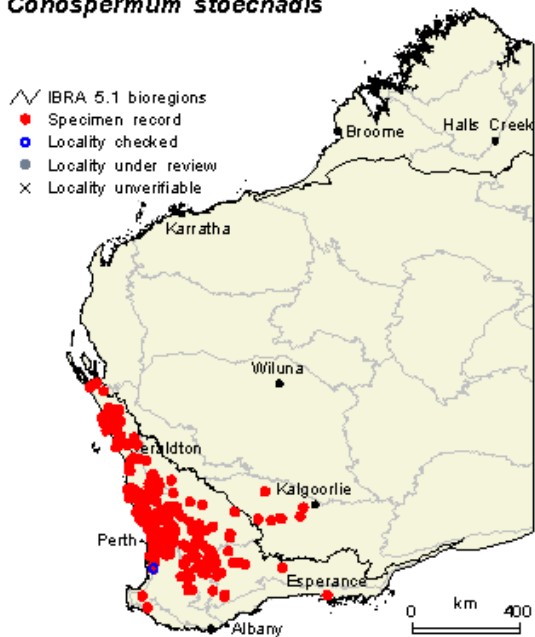 Conospermum stoechadis
IBRA 5.1 bioregions
Specimen record
Locality checked
Locality under review
Locality unverifiable
Broome
Halls Creek
Karratha
Wiluna
eraldton
Kalgoorlie
Perth
Esperance
Albany
0 km 400